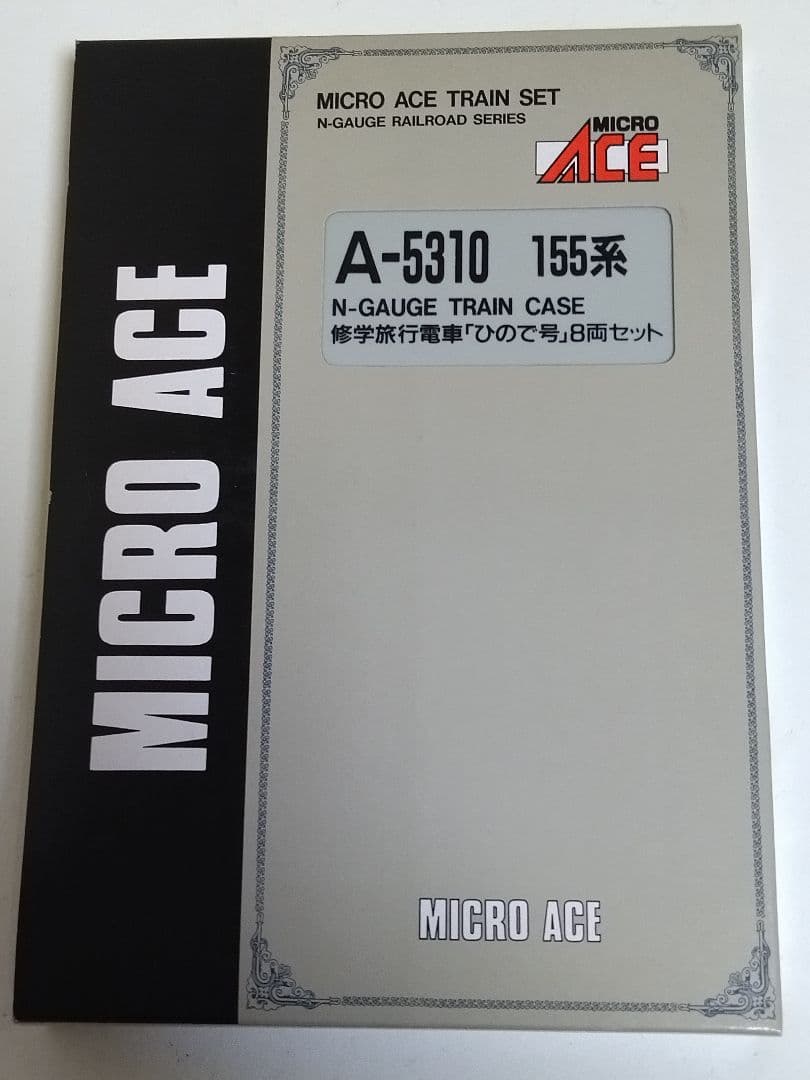 MICRO ACE
MICRO ACE TRAIN SET
N-GAUGE RAILROAD SERIES
MICRO
ACE
A-5310 155系
N-GAUGE TRAIN CASE
修学旅行電車「ひので号」8両セット
MICRO ACE